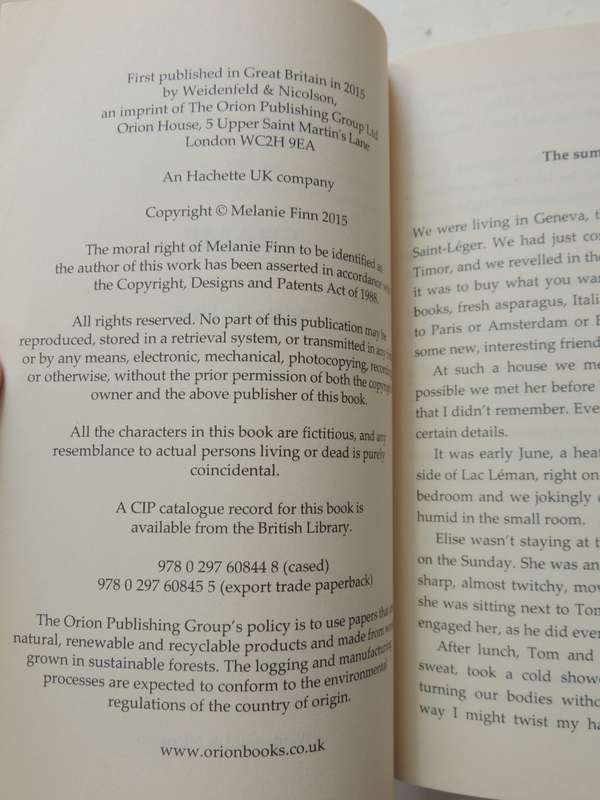 First published in Great Britain in 2015
by Weidenfeld & Nicolson,
an imprint of The Orion Publishing Group Ltd
Orion House, 5 Upper Saint Martin's Lane
London WC2H 9EA
An Hachette UK company
Copyright © Melanie Finn 2015
The moral right of Melanie Finn to be identified as
the author of this work has been asserted in accordance with
the Copyright, Designs and Patents Act of 1988.
All rights reserved. No part of this publication may be
reproduced, stored in a retrieval system, or transmitted in any
or by any means, electronic, mechanical, photocopying, recording
or otherwise, without the prior permission of both the copyright
owner and the above publisher of this book.
All the characters in this book are fictitious, and any
resemblance to actual persons living or dead is purely
coincidental.
A CIP catalogue record for this book is
available from the British Library.
978 0 297 60844 8 (cased)
978 0 297 60845 5 (export trade paperback)
The Orion Publishing Group's policy is to use papers that
natural, renewable and recyclable products and made from
grown in sustainable forests. The logging and manufacturing
processes are expected to conform to the environmental
regulations of the country of origin.
www.orionbooks.co.uk
The
We were living in Geneva,
Saint-Léger. We had just
Timor, and we revelled in the
it was to buy what you
books, fresh asparagus,
to Paris or Amsterdam or
some new, interesting
At such a house we
possible we met her before
that I didn't remember.
certain details.
It was early June, a
side of Lac Léman, right on
bedroom and we jokingly
humid in the small room.
Elise wasn't staying at
on the Sunday. She was
sharp, almost twitchy,
she was sitting next to
engaged her, as he did
After lunch, Tom and
sweat, took a cold
turning our bodies
way I might twist my